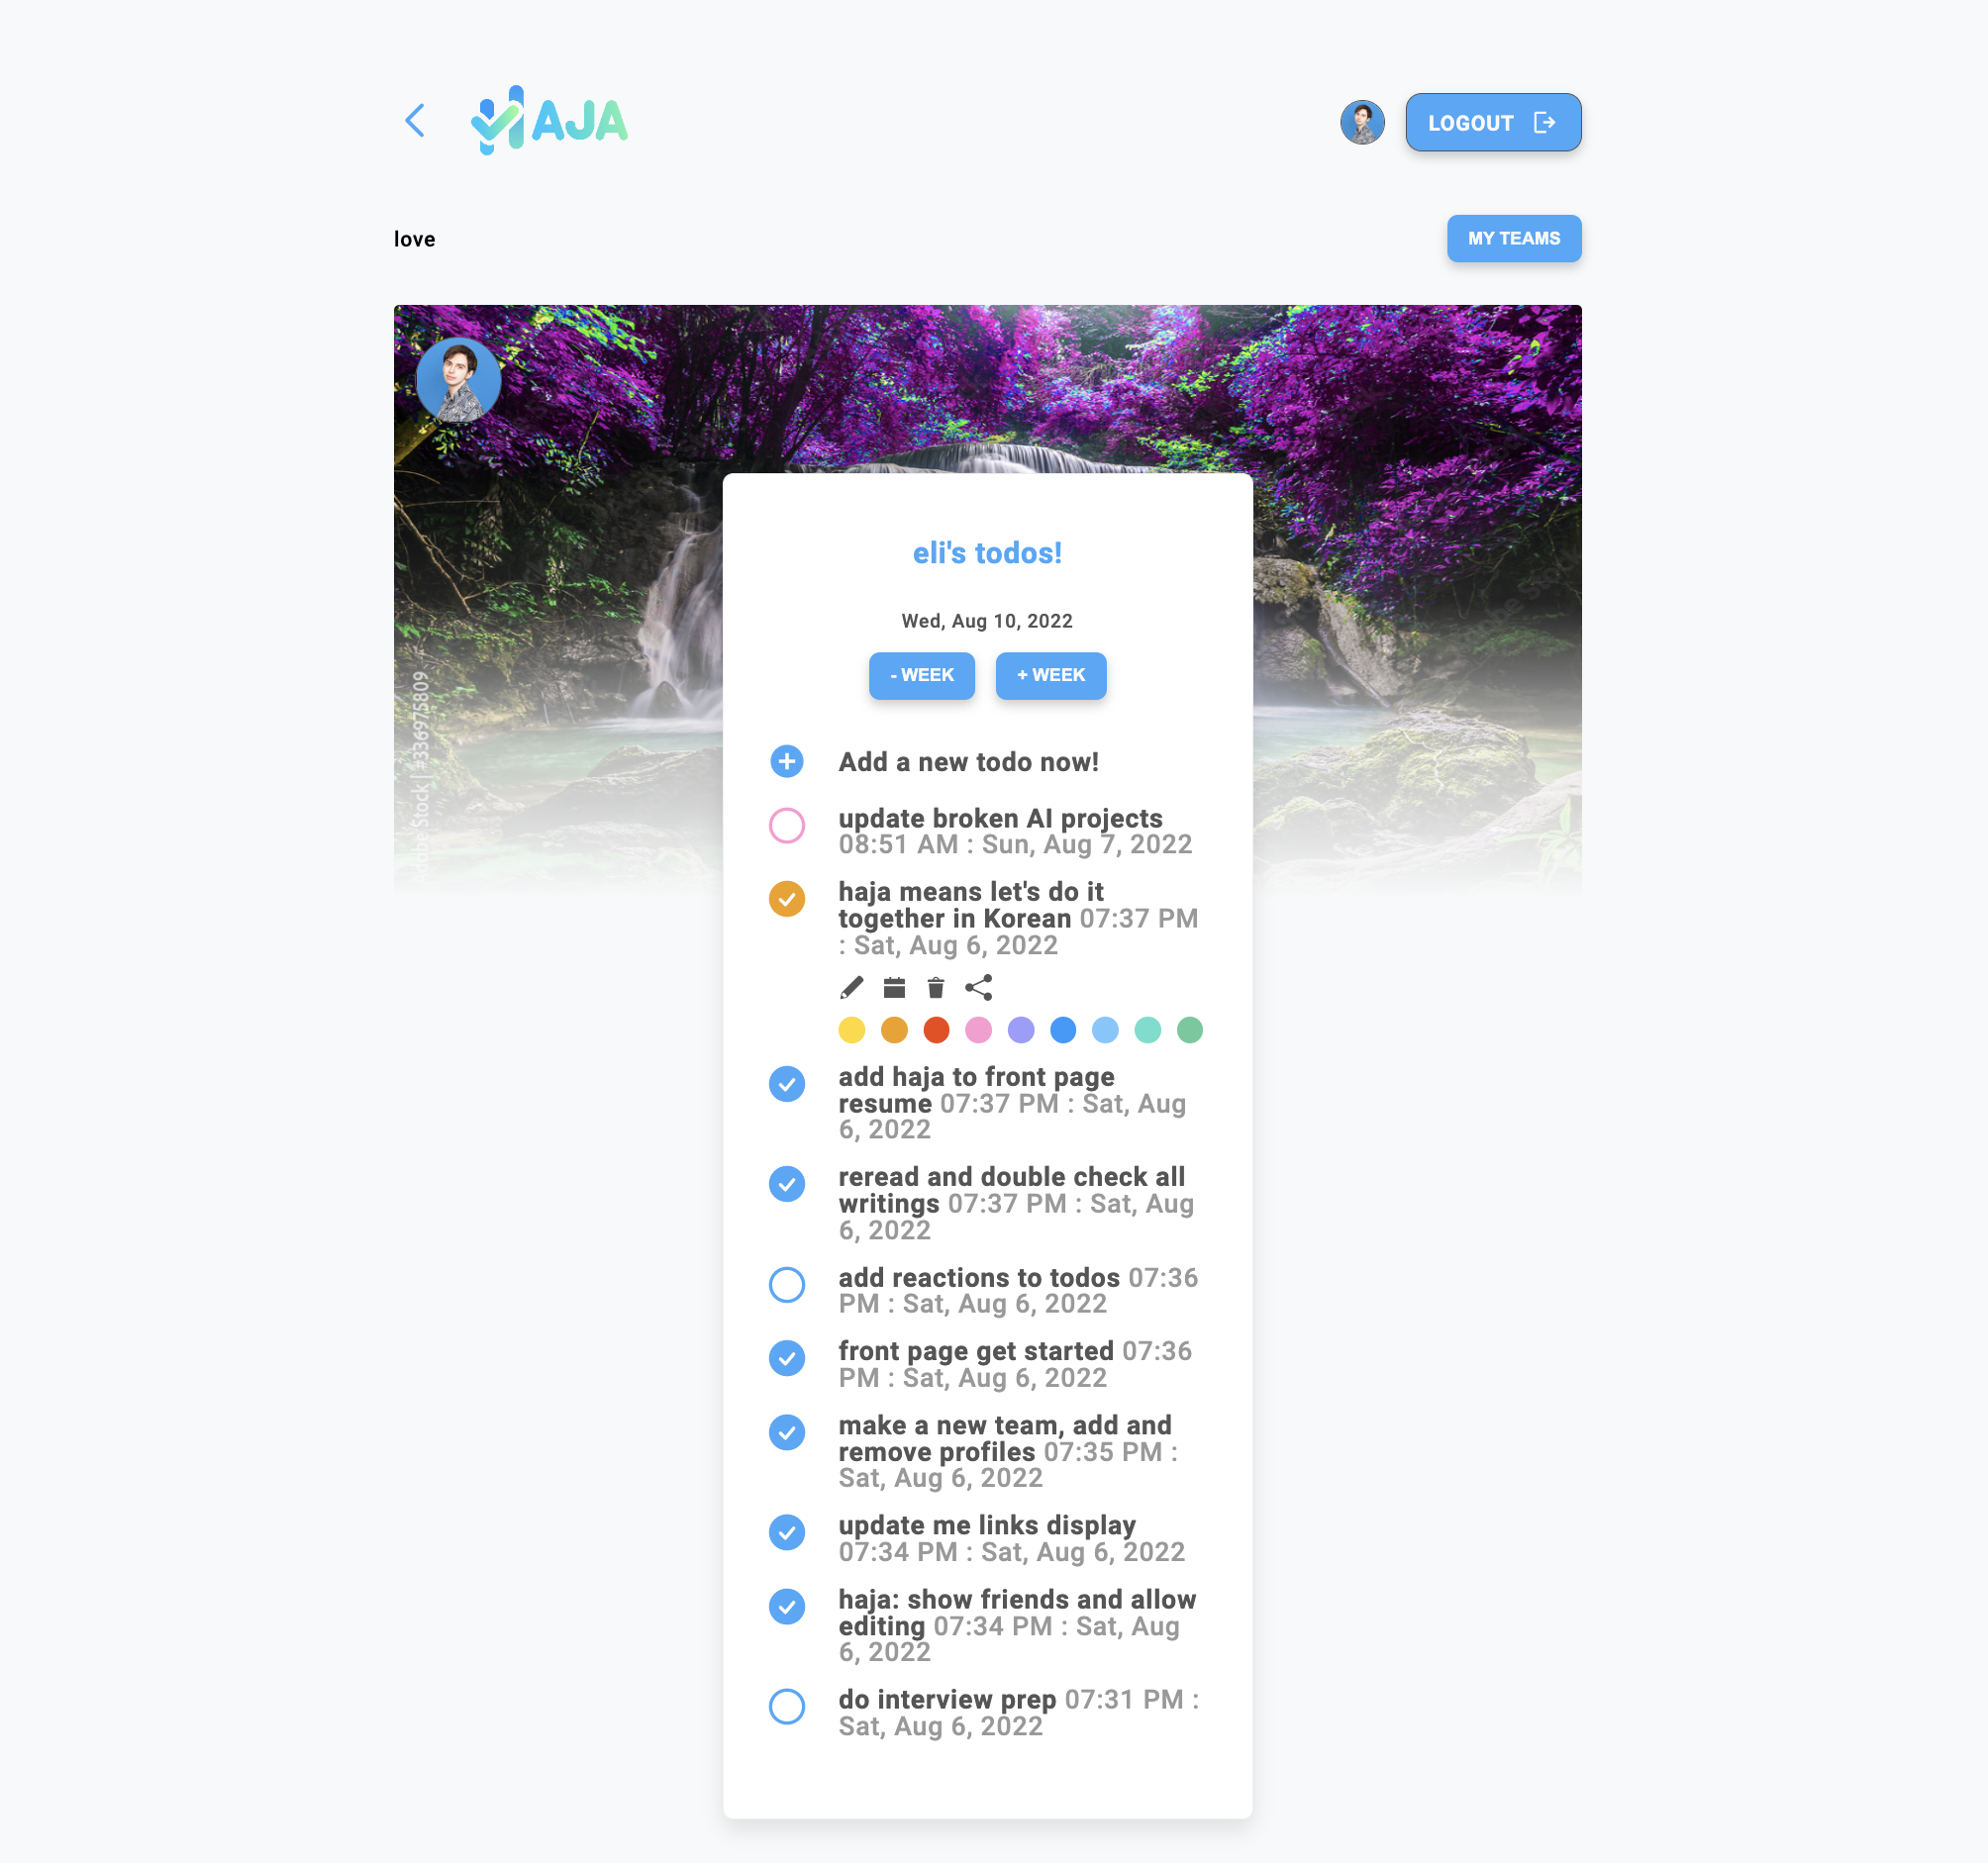 HAJA
LOGOUT
love
MY TEAMS
eli's todos!
Wed, Aug 10, 2022
- WEEK
+ WEEK
Add a new todo now!
update broken AI projects
08:51 AM : Sun, Aug 7, 2022
haja means let's do it
together in Korean 07:37 PM
: Sat, Aug 6, 2022
add haja to front page
resume 07:37 PM : Sat, Aug
6, 2022
reread and double check all
writings 07:37 PM : Sat, Aug
6, 2022
add reactions to todos 07:36
PM : Sat, Aug 6, 2022
front page get started 07:36
PM : Sat, Aug 6, 2022
make a new team, add and
remove profiles 07:35 PM :
Sat, Aug 6, 2022
update me links display
07:34 PM : Sat, Aug 6, 2022
haja: show friends and allow
editing 07:34 PM : Sat, Aug
6, 2022
do interview prep 07:31 PM :
Sat, Aug 6, 2022
Adobe Stock | #336975809